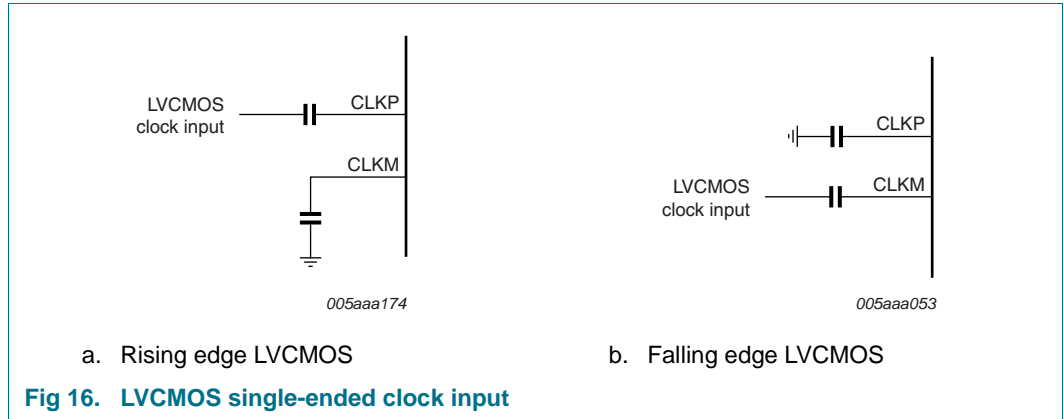 LVCMOS
clock input
CLKP
CLKM
005aaa174
a. Rising edge LVCMOS
CLKP
LVCMOS
clock input
CLKM
005aaa053
b. Falling edge LVCMOS
Fig 16. LVCMOS single-ended clock input